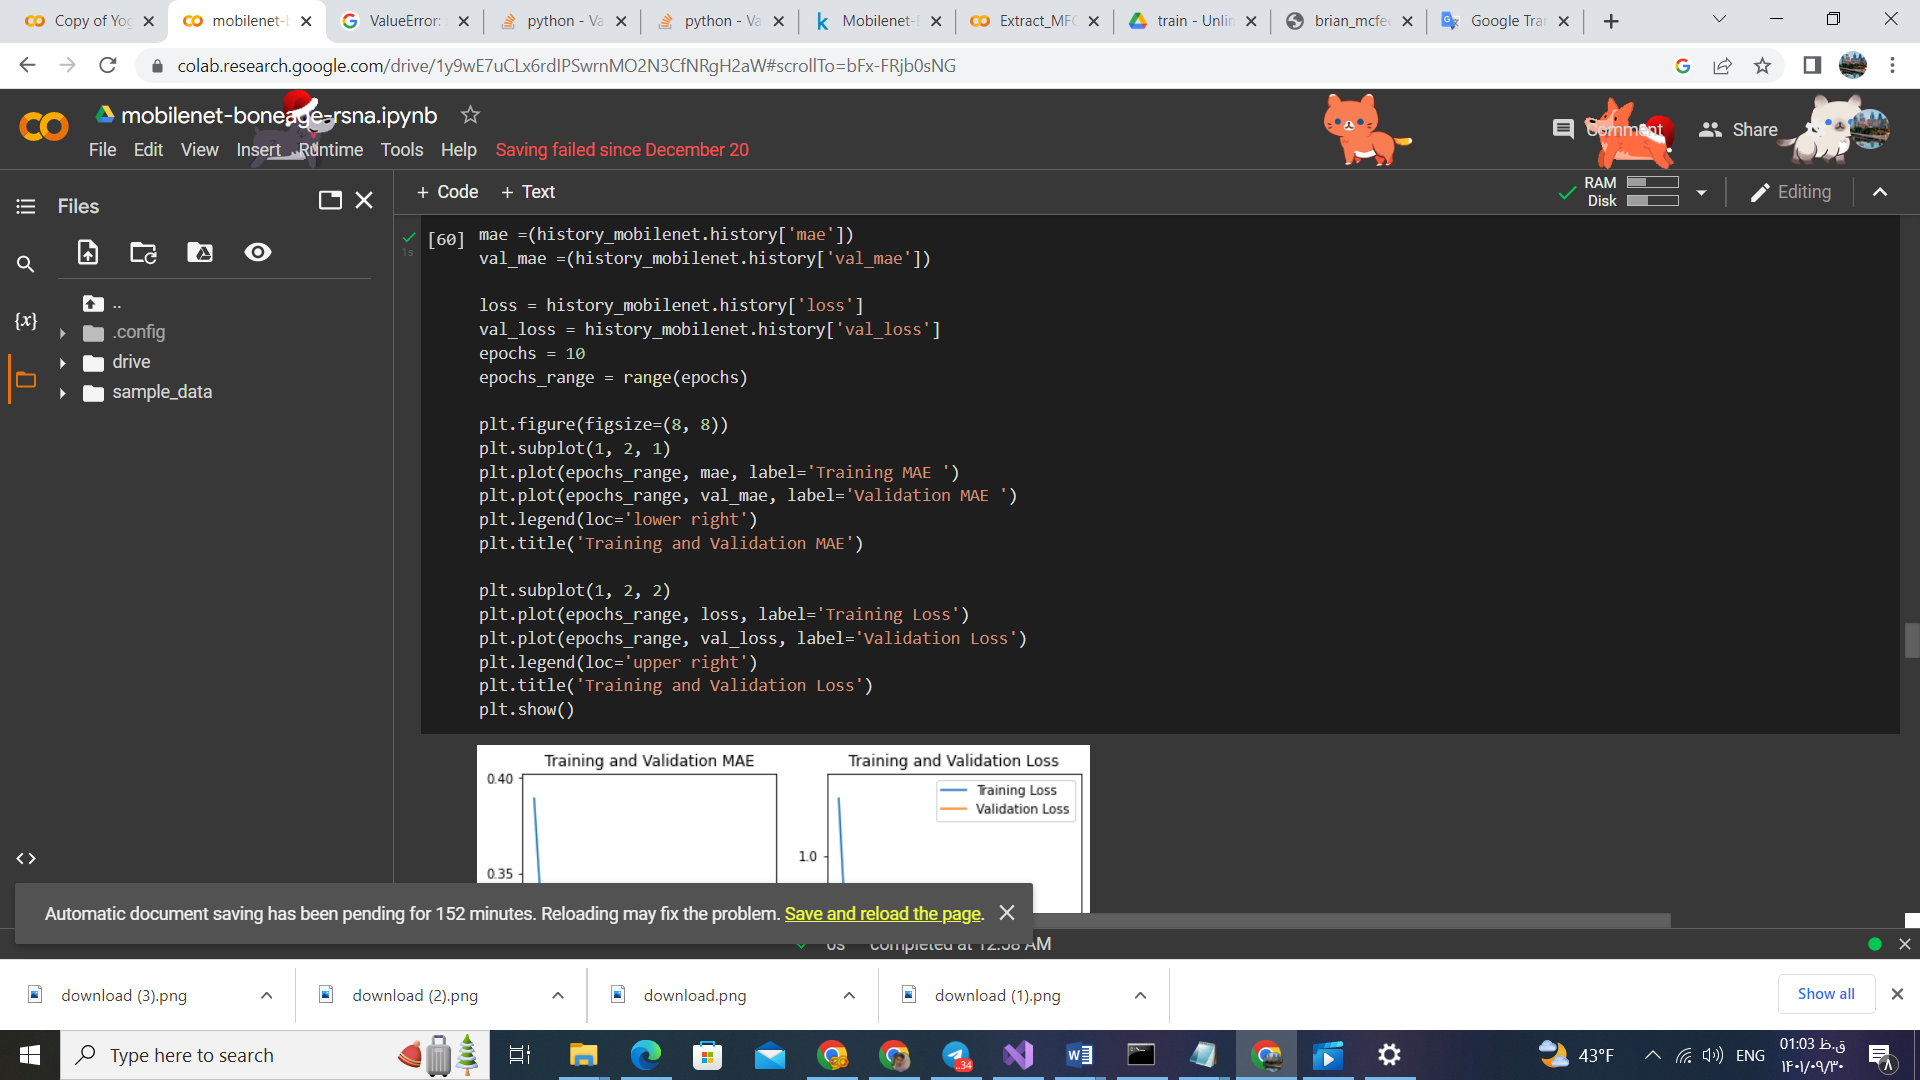 Copy of Yog
mobilenet-b
ValueError:
python - Va
python - Va
Mobilenet-
Extract_MFC
train - Unlin
brian_mcfee
Google Tran
colab.research.google.com/drive/1y9wE7uCLx6rdIPSwrnMO2N3CfNRgH2aW#scrollTo=bFx-FRjb0sNG
mobilenet-boneage-rsna.ipynb
Comment
Share
File Edit View Insert Runtime Tools Help Saving failed since December 20
Files
+ Code + Text
RAM
Disk
Editing
{x}
..
.config
drive
sample_data
[60]
1s
mae =(history_mobilenet.history['mae'])
val_mae =(history_mobilenet.history['val_mae'])
loss = history_mobilenet.history['loss']
val_loss = history_mobilenet.history['val_loss']
epochs = 10
epochs_range = range(epochs)
plt.figure(figsize=(8, 8))
plt.subplot(1, 2, 1)
plt.plot(epochs_range, mae, label='Training MAE ')
plt.plot(epochs_range, val_mae, label='Validation MAE ')
plt.legend(loc='lower right')
plt.title('Training and Validation MAE')
plt.subplot(1, 2, 2)
plt.plot(epochs_range, loss, label='Training Loss')
plt.plot(epochs_range, val_loss, label='Validation Loss')
plt.legend(loc='upper right')
plt.title('Training and Validation Loss')
plt.show()
Training and Validation MAE
0.40
0.35
Training and Validation Loss
Training Loss
Validation Loss
1.0
Automatic document saving has been pending for 152 minutes. Reloading may fix the problem. Save and reload the page.
0s completed at 12:58 AM
download (3).png
download (2).png
download.png
download (1).png
Show all
Type here to search
..34
43°F
ENG
01:03 ق.ظ
۱۴۰۱/۰۹/۳۰